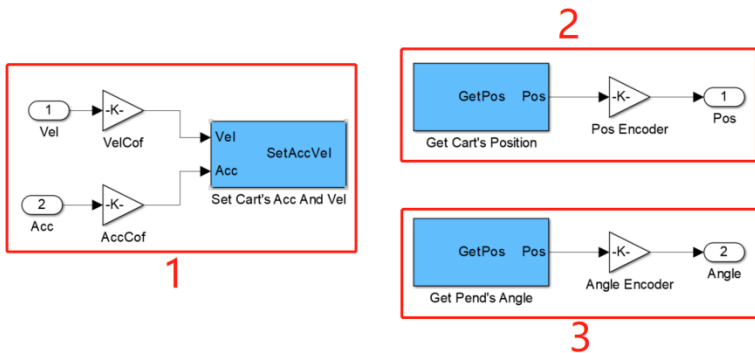 1
Vel
-K-
VelCof
2
Acc
-K-
AccCof
Vel
SetAccVel
Acc
Set Cart's Acc And Vel
1
2
GetPos Pos
Get Cart's Position
-K-
Pos Encoder
1
Pos
GetPos Pos
Get Pend's Angle
-K-
Angle Encoder
2
Angle
3